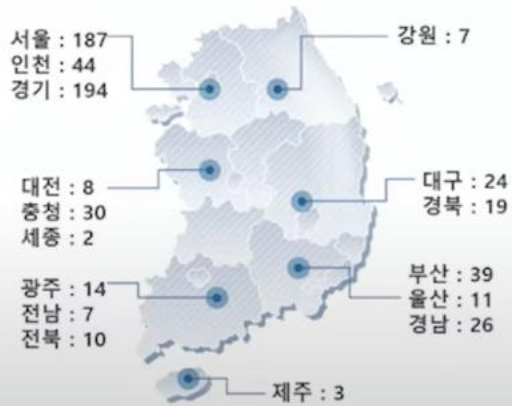 서울 : 187
인천 : 44
경기 : 194
강원 : 7
대전 : 8
충청 : 30
세종 : 2
대구 : 24
경북 : 19
광주 : 14
전남 : 7
전북 : 10
부산 : 39
울산 : 11
경남 : 26
제주 : 3